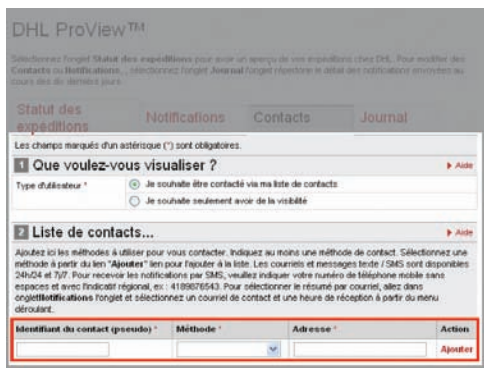 DHL ProView™
Sélectionnez l'onglet Statut des expéditions pour avoir un aperçu de vos expéditions chez DHL. Pour modifier des
Contacts ou Notifications, , sélectionnez l'onglet Journal l'onglet répertorie le détail des notifications envoyées au
cours des dix derniers jours.
Statut des
expeditions
Notifications
Contacts
Journal
Les champs marqués d'un astérisque (*) sont obligatoires.
1 Que voulez-vous visualiser ?
Aide
Type d'utilisateur *
Je souhaite être contacté via ma liste de contacts
Je souhaite seulement avoir de la visibilité
2 Liste de contacts...
Aide
Ajoutez ici les méthodes à utiliser pour vous contacter. Indiquez au moins une méthode de contact. Sélectionnez une
méthode à partir du lien "Ajouter" lien pour l'ajouter à la liste. Les courriels et messages texte / SMS sont disponibles
24h/24 et 7j/7. Pour recevoir les notifications par SMS, veuillez indiquer votre numéro de téléphone mobile sans
espaces et avec l'indicatif régional, ex : 4189876543. Pour sélectionner le résumé par courriel, allez dans
ongletNotifications l'onglet et sélectionnez un courriel de contact et une heure de réception à partir du menu
déroulant.
Identifiant du contact (pseudo) *
Méthode *
Adresse *
Action
Ajouter